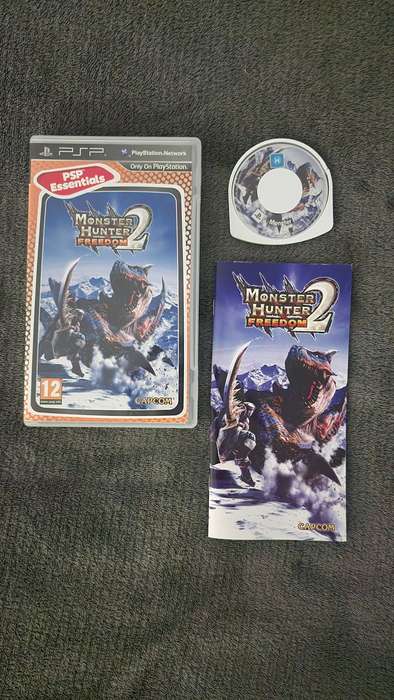 PSP
PlayStation.Network
Only On PlayStation.
PSP
Essentials
MONSTER
HUNTER 2
FREEDOM
12
CAPCOM
MONSTER
HUNTER 2
FREEDOM
CAPCOM